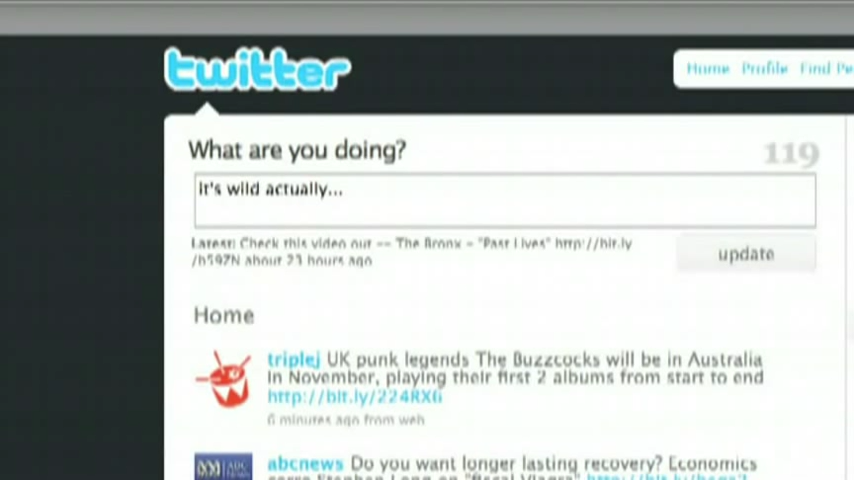 twitter
Home Profile Find Pe
What are you doing?
119
it's wild actually...
Latest: Check this video out -- The Bronx - "Past Lives" http://bit.ly
/h597N about 23 hours ago
update
Home
triplej UK punk legends The Buzzcocks will be in Australia
in November, playing their first 2 albums from start to end
http://bit.ly/224RX6
6 minutes ago from web
abcnews Do you want longer lasting recovery? Economics